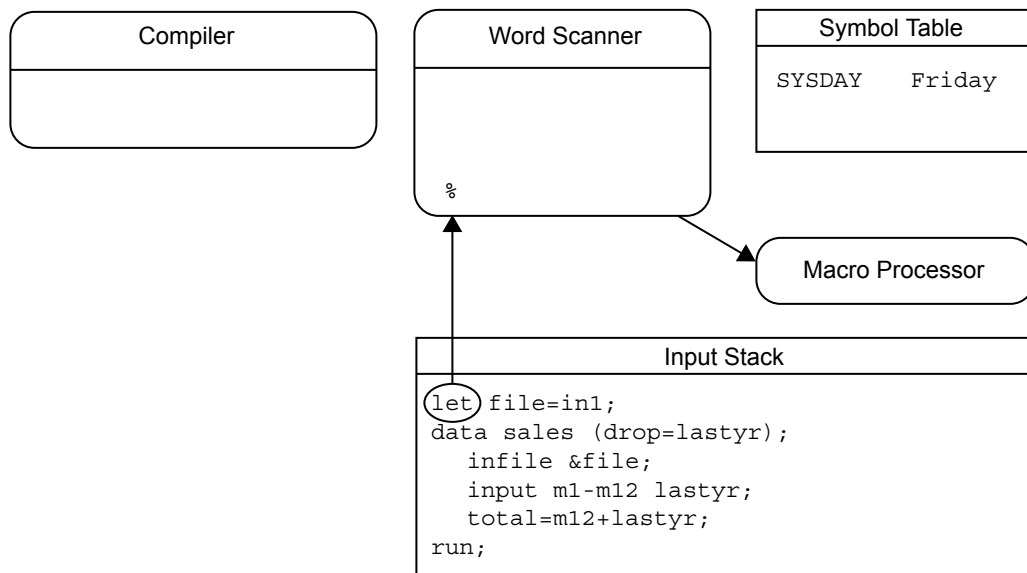 Compiler
Word Scanner
%
Symbol Table
SYSDAY Friday
Macro Processor
Input Stack
let file=in1;
data sales (drop=lastyr);
infile &file;
input m1-m12 lastyr;
total=m12+lastyr;
run;